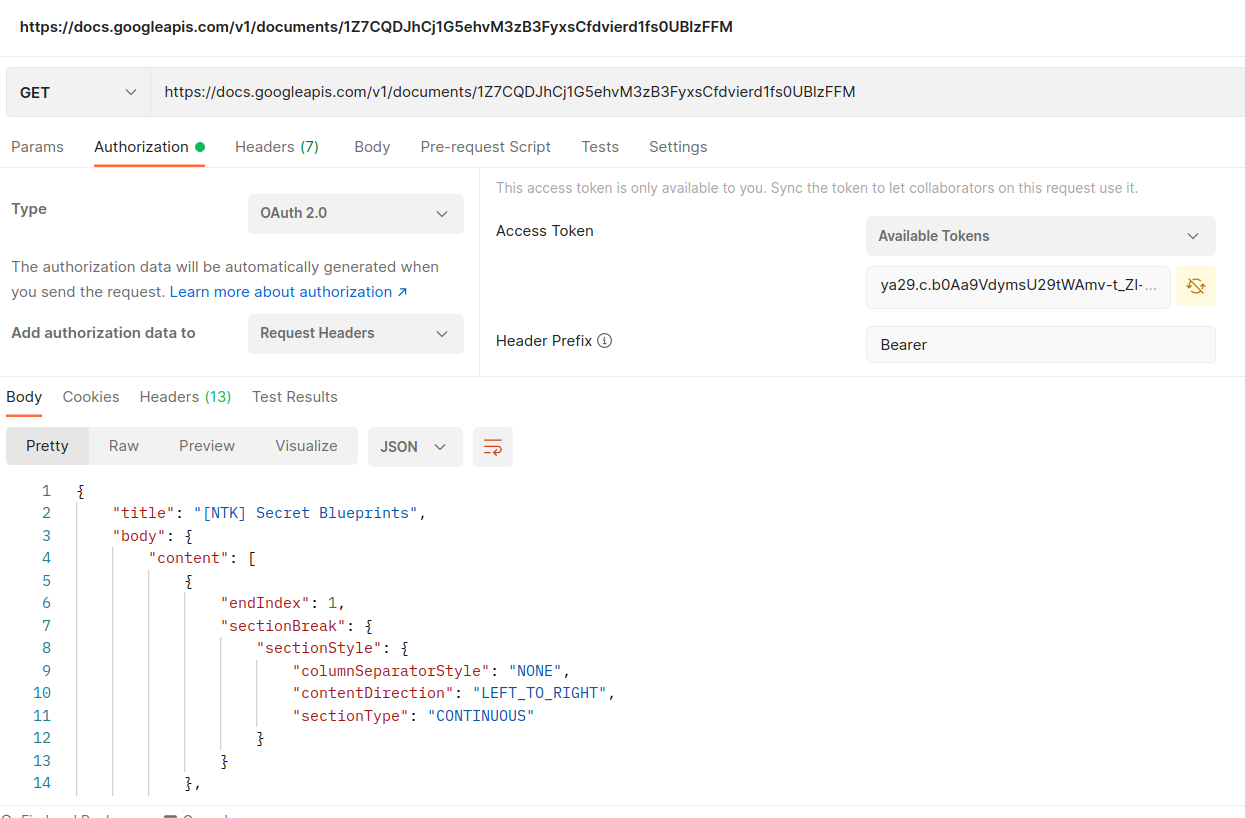 https://docs.googleapis.com/v1/documents/1Z7CQDJhCj1G5ehvM3zB3FyxsCfdvierd1fs0UBlzFFM
GET https://docs.googleapis.com/v1/documents/1Z7CQDJhCj1G5ehvM3zB3FyxsCfdvierd1fs0UBlzFFM
Params Authorization Headers (7) Body Pre-request Script Tests Settings
Type OAuth 2.0
The authorization data will be automatically generated when
you send the request. Learn more about authorization ↗
Add authorization data to Request Headers
This access token is only available to you. Sync the token to let collaborators on this request use it.
Access Token Available Tokens
ya29.c.b0Aa9VdymsU29tWAmv-t_ZI-...
Header Prefix Bearer
Body Cookies Headers (13) Test Results
Pretty Raw Preview Visualize JSON
1 {
2 "title": "[NTK] Secret Blueprints",
3 "body": {
4 "content": [
5 {
6 "endIndex": 1,
7 "sectionBreak": {
8 "sectionStyle": {
9 "columnSeparatorStyle": "NONE",
10 "contentDirection": "LEFT_TO_RIGHT",
11 "sectionType": "CONTINUOUS"
12 }
13 }
14 },